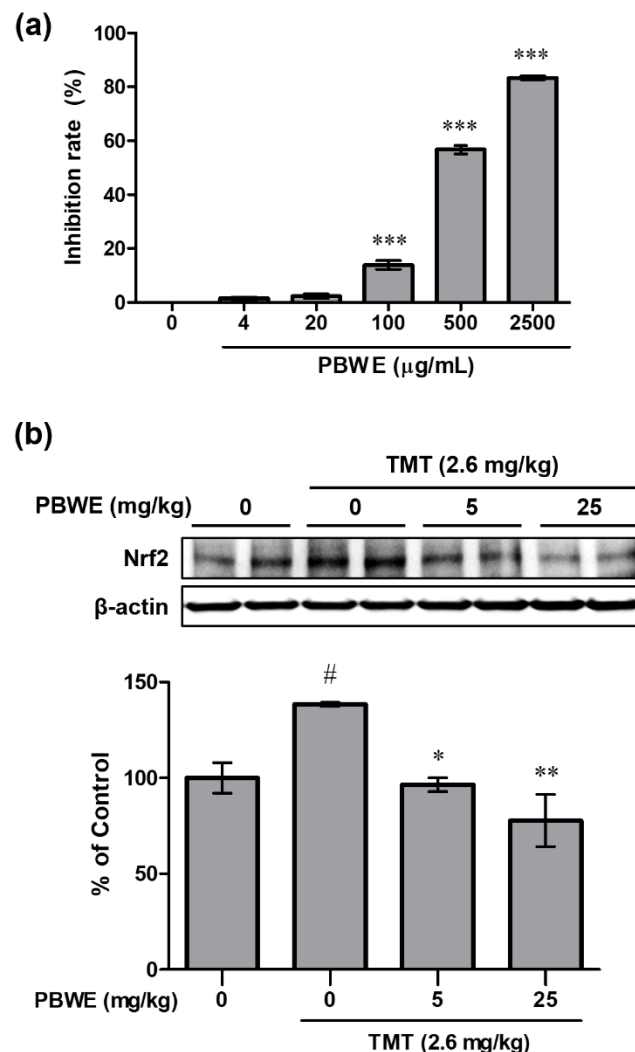 (a)
100
80
60
40
20
0
Inhibition rate (%)
***
***
***
0 4 20 100 500 2500
PBWE (μg/mL)
(b)
TMT (2.6 mg/kg)
PBWE (mg/kg) 0 0 5 25
Nrf2
β-actin
150
100
50
0
% of Control
#
*
**
PBWE (mg/kg) 0 0 5 25
TMT (2.6 mg/kg)